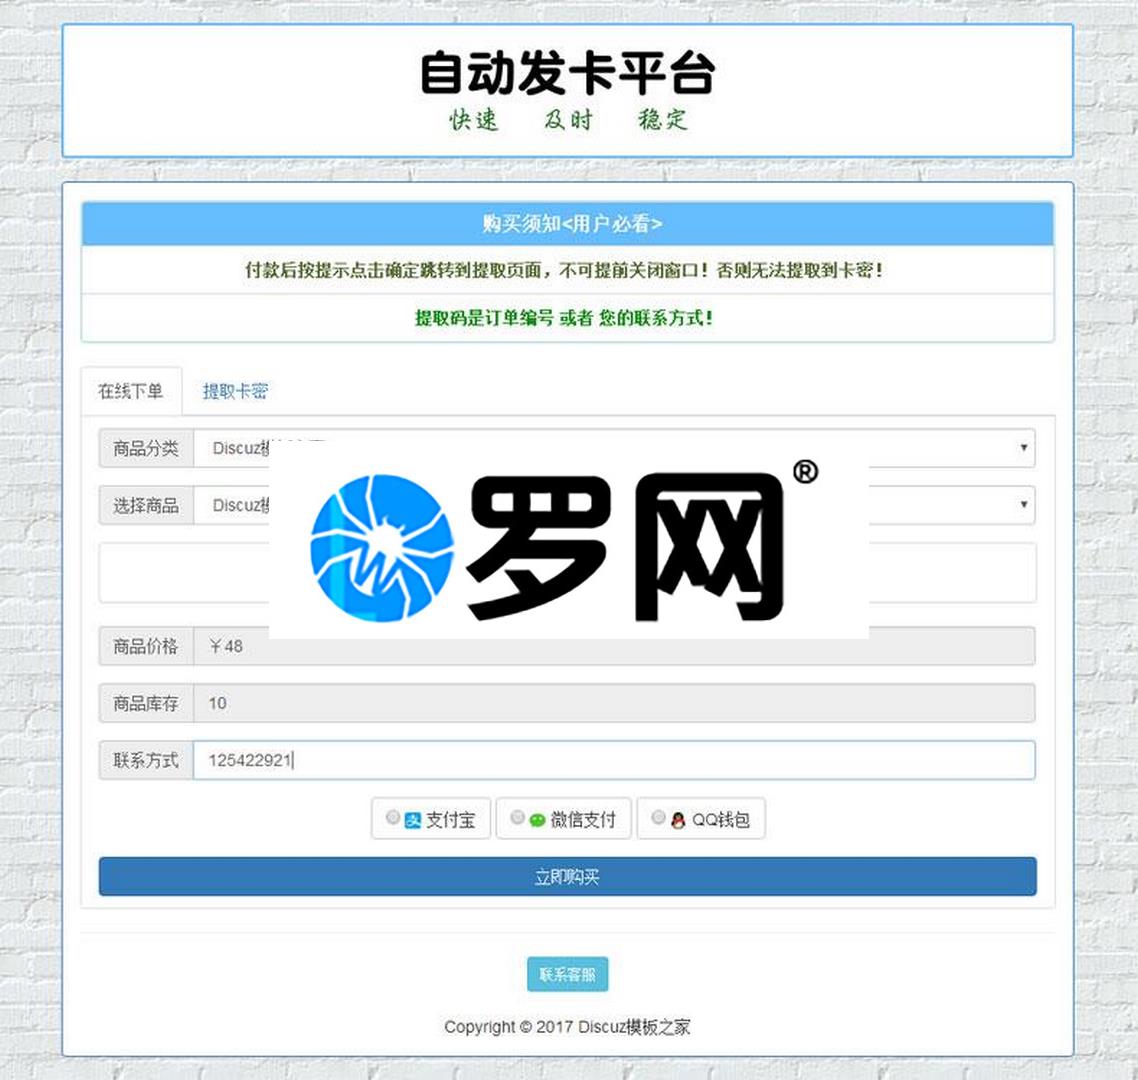 自动发卡平台
快速 及时 稳定
购买须知<用户必看>
付款后按提示点击确定跳转到提取页面，不可提前关闭窗口！否则无法提取到卡密！
提取码是订单编号 或者 您的联系方式！
在线下单 提取卡密
商品分类 Discuz
选择商品 Discuz
罗网®
商品价格 ￥48
商品库存 10
联系方式 125422921
支付宝 微信支付 QQ钱包
立即购买
联系客服
Copyright © 2017 Discuz模板之家